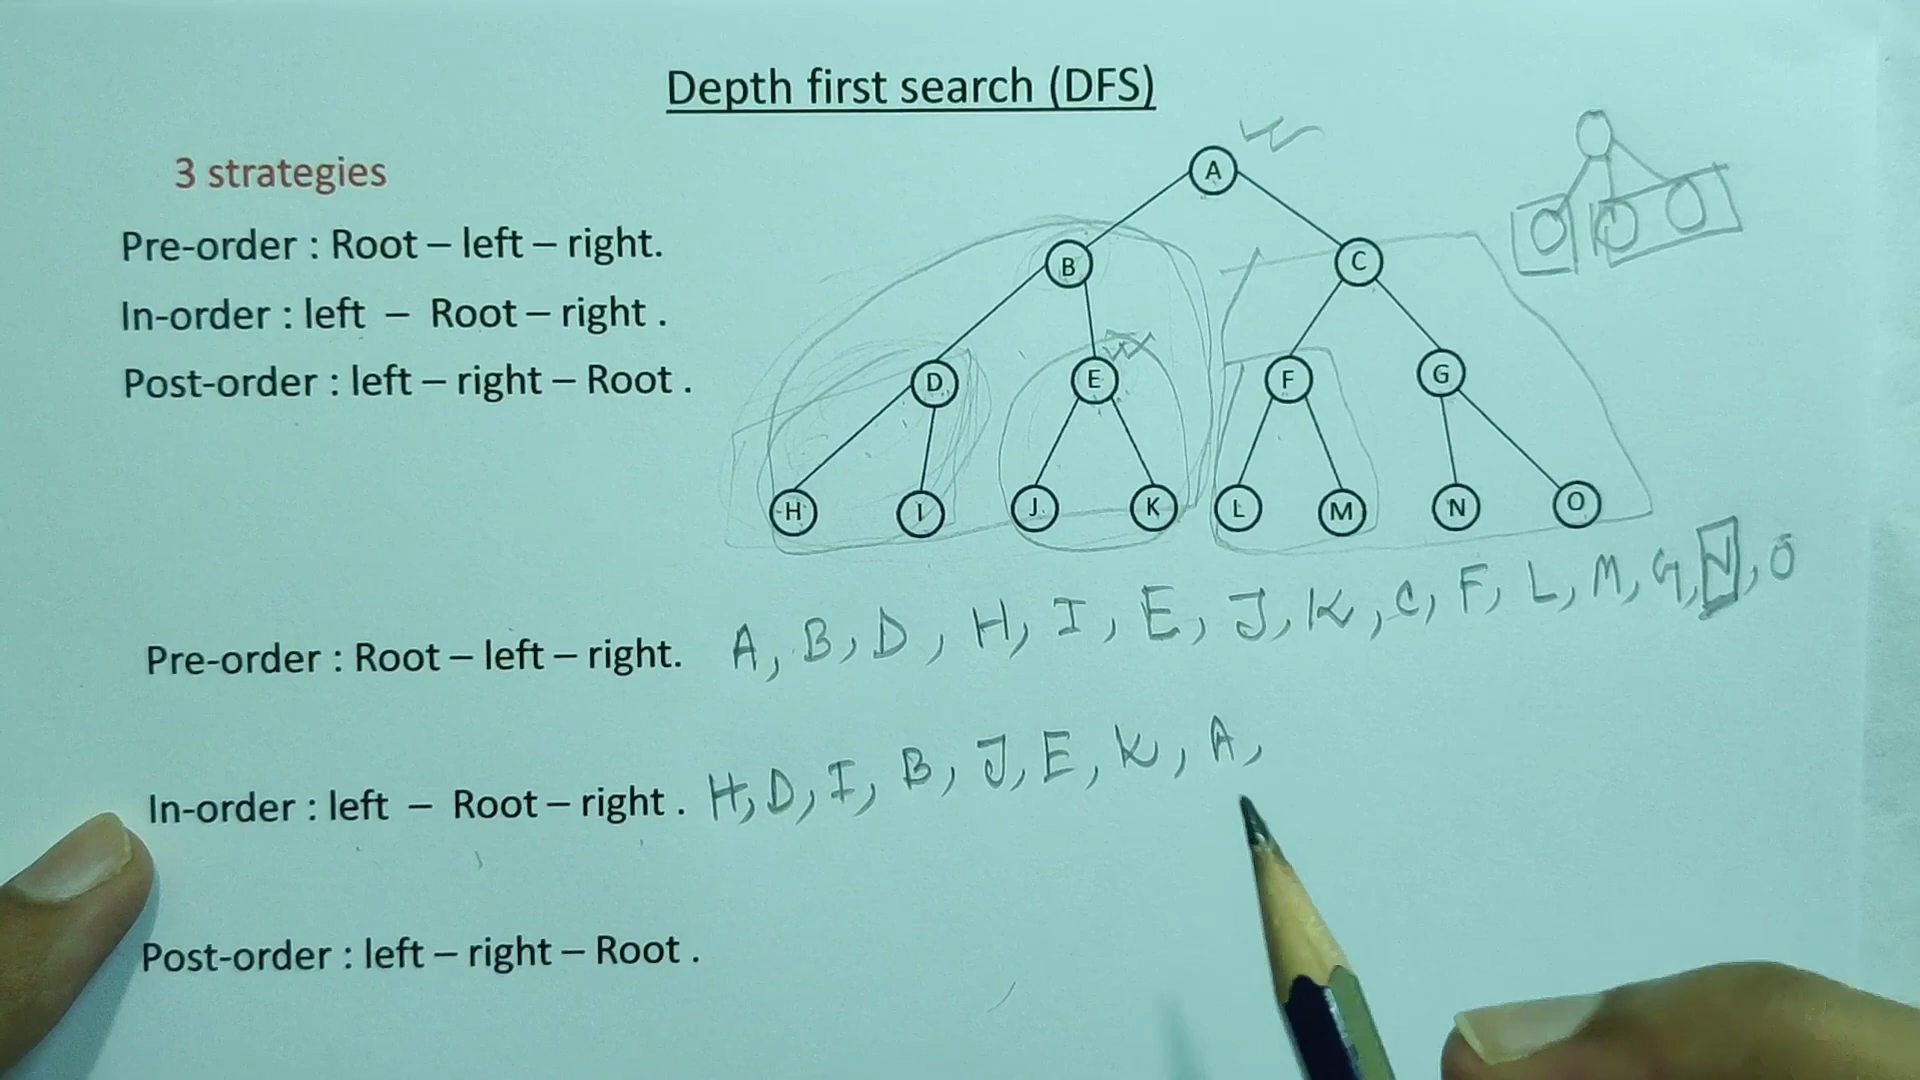 Depth first search (DFS)
3 strategies
Pre-order : Root – left – right.
In-order : left – Root – right .
Post-order : left – right – Root .
A
B C
D E F G
H I J K L M N O
Pre-order : Root – left – right. A, B, D, H, I, E, J, K, C, F, L, M, G, N, O
In-order : left – Root – right . H, D, I, B, J, E, K, A,
Post-order : left – right – Root .